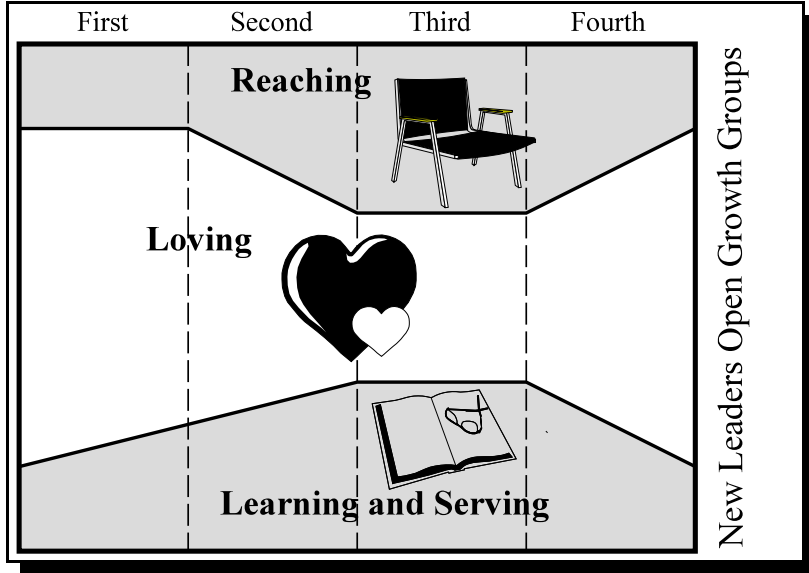 First
Second
Third
Fourth
Reaching
Loving
Learning and Serving
New Leaders Open Growth Groups